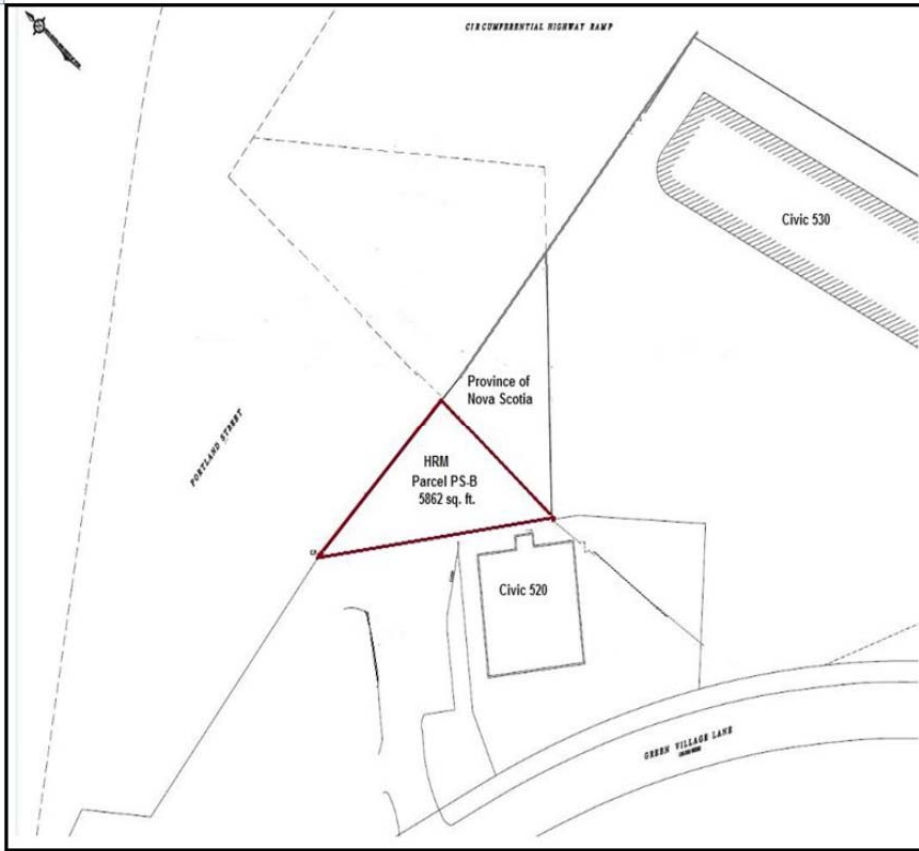 CIRCUMFERENTIAL HIGHWAY RAMP
Civic 530
Province of
Nova Scotia
PORTLAND STREET
HRM
Parcel PS-B
5862 sq. ft.
Civic 520
GREEN VILLAGE LANE